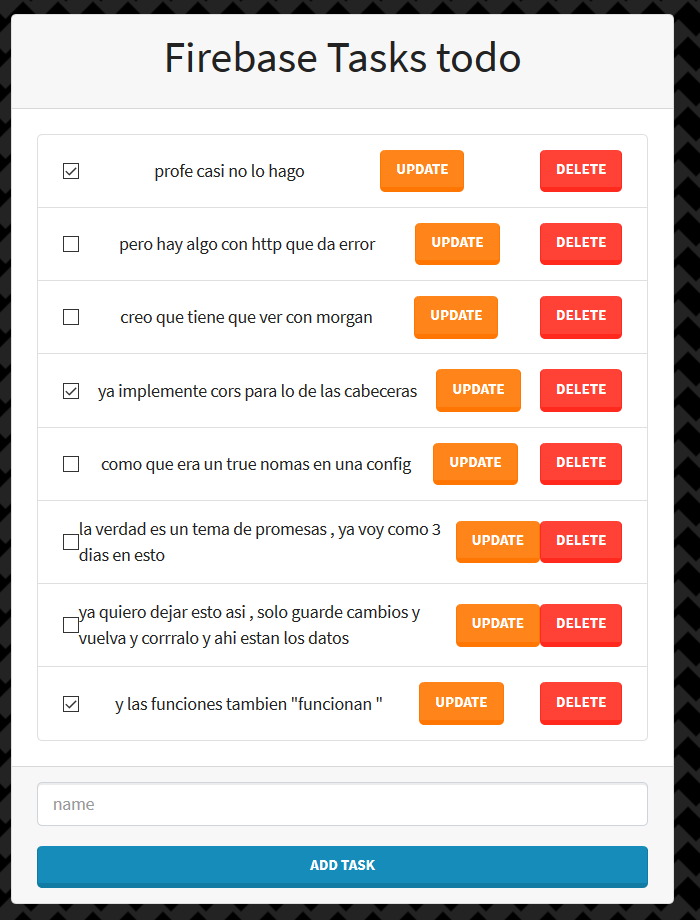 Firebase Tasks todo
profe casi no lo hago UPDATE DELETE
pero hay algo con http que da error UPDATE DELETE
creo que tiene que ver con morgan UPDATE DELETE
ya implemente cors para lo de las cabeceras UPDATE DELETE
como que era un true nomas en una config UPDATE DELETE
la verdad es un tema de promesas , ya voy como 3
dias en esto
UPDATE DELETE
ya quiero dejar esto asi , solo guarde cambios y
vuelva y corrralo y ahi estan los datos
UPDATE DELETE
y las funciones tambien "funcionan " UPDATE DELETE
name
ADD TASK